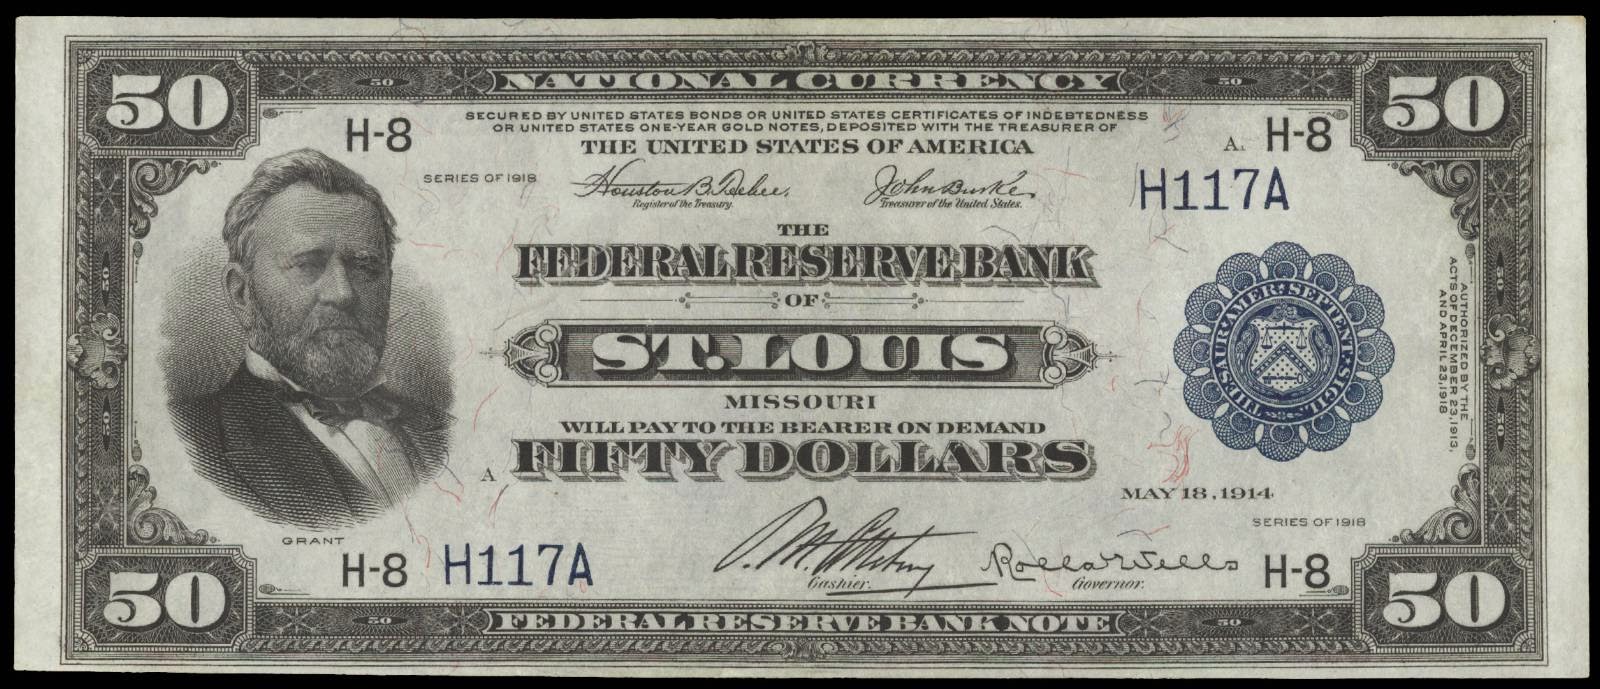 50 50 NATIONAL CURRENCY 50 50
SECURED BY UNITED STATES BONDS OR UNITED STATES CERTIFICATES OF INDEBTEDNESS
OR UNITED STATES ONE-YEAR GOLD NOTES, DEPOSITED WITH THE TREASURER OF
THE UNITED STATES OF AMERICA
H-8
A. H-8
SERIES OF 1918
Houston B. Teehee.
Register of the Treasury.
John Burke
Treasurer of the United States.
H117A
THE
FEDERAL RESERVE BANK
OF
ST. LOUIS
MISSOURI
WILL PAY TO THE BEARER ON DEMAND
A FIFTY DOLLARS
THESAUR. AMER. SEPTENT. SIGIL.
AUTHORIZED BY THE
ACTS OF DECEMBER 23, 1913,
AND APRIL 23, 1918
50
50
50
50
MAY 18, 1914.
SERIES OF 1918
GRANT
H-8 H117A
Cashier.
Rolla Wells
Governor.
H-8
50 50 FEDERAL RESERVE BANK NOTE 50 50